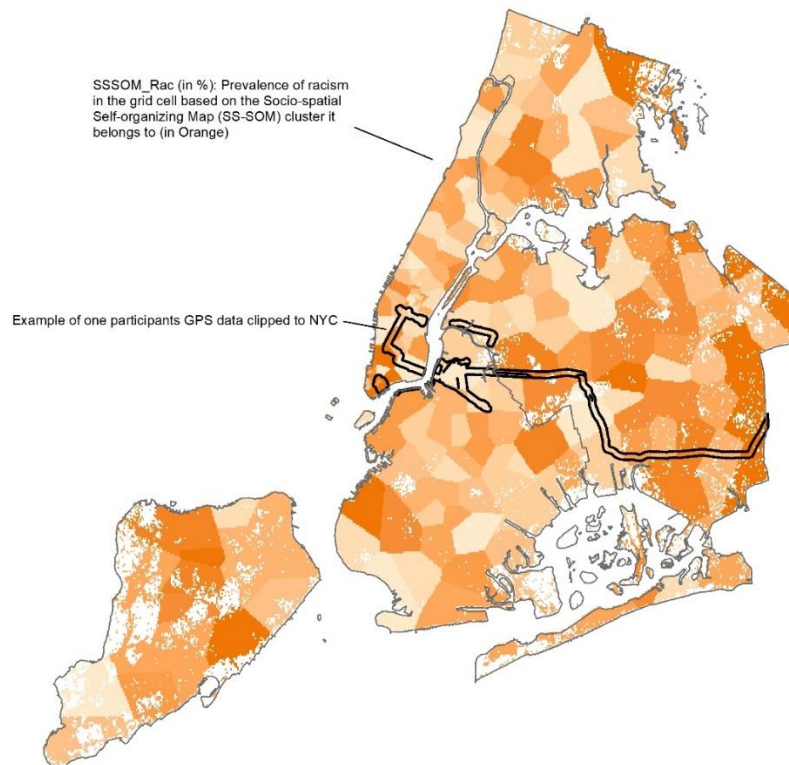 SSSOM_Rac (in %): Prevalence of racism
in the grid cell based on the Socio-spatial
Self-organizing Map (SS-SOM) cluster it
belongs to (in Orange)
Example of one participants GPS data clipped to NYC